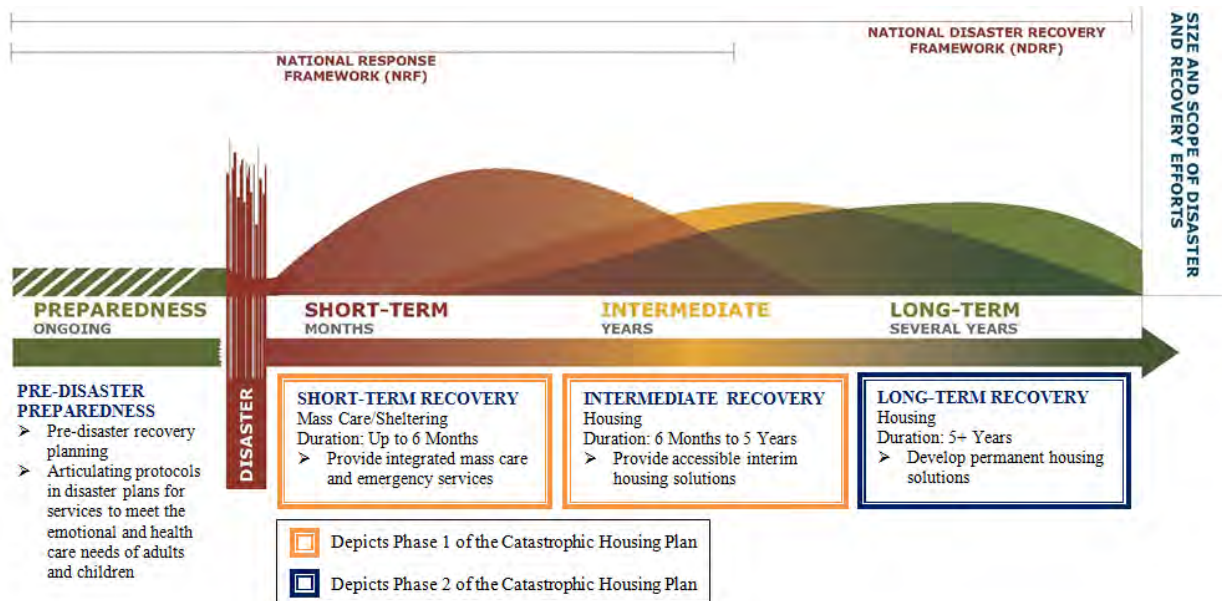 NATIONAL DISASTER RECOVERY
FRAMEWORK (NDRF)
NATIONAL RESPONSE
FRAMEWORK (NRF)
SIZE AND SCOPE OF DISASTER
AND RECOVERY EFFORTS
PREPAREDNESS
ONGOING
SHORT-TERM
MONTHS
INTERMEDIATE
YEARS
LONG-TERM
SEVERAL YEARS
PRE-DISASTER
PREPAREDNESS
➢ Pre-disaster recovery
planning
➢ Articulating protocols
in disaster plans for
services to meet the
emotional and health
care needs of adults
and children
DISASTER
SHORT-TERM RECOVERY
Mass Care/Sheltering
Duration: Up to 6 Months
➢ Provide integrated mass care
and emergency services
INTERMEDIATE RECOVERY
Housing
Duration: 6 Months to 5 Years
➢ Provide accessible interim
housing solutions
LONG-TERM RECOVERY
Housing
Duration: 5+ Years
➢ Develop permanent housing
solutions
Depicts Phase 1 of the Catastrophic Housing Plan
Depicts Phase 2 of the Catastrophic Housing Plan